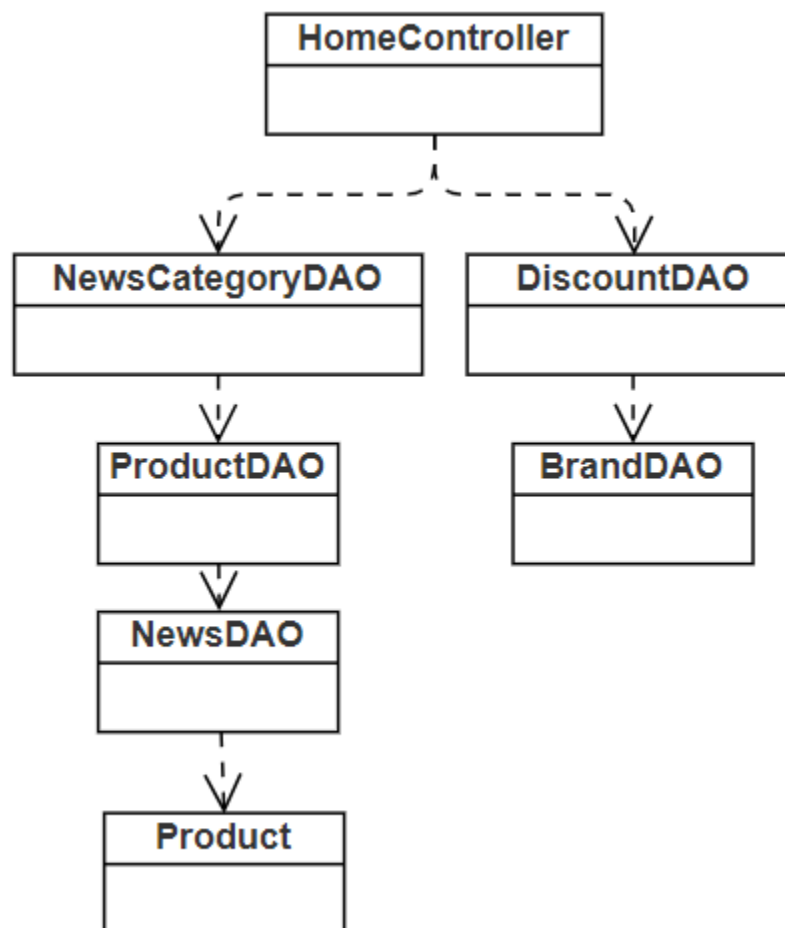 HomeController
NewsCategoryDAO
DiscountDAO
ProductDAO
BrandDAO
NewsDAO
Product